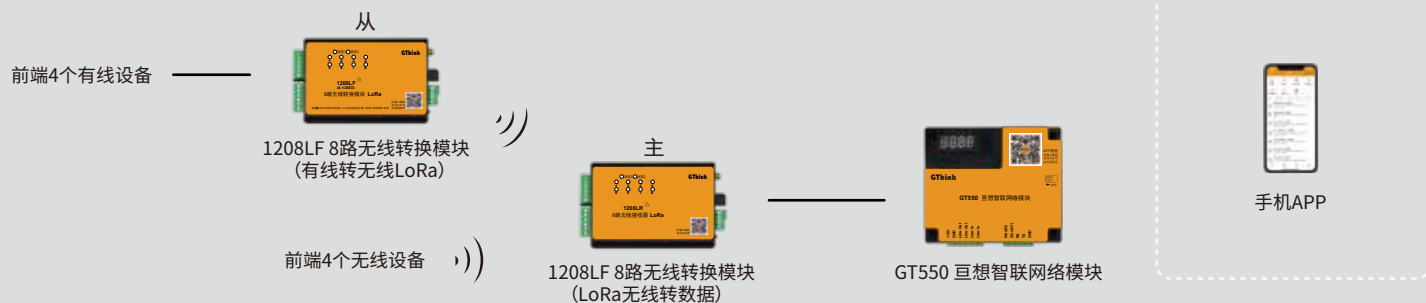 从
前端4个有线设备
GThink
1208LF
8路无线转换模块 LoRa
1208LF 8路无线转换模块
（有线转无线LoRa）
主
GThink
1208LR
8路无线接收器 LoRa
前端4个无线设备
1208LF 8路无线转换模块
（LoRa无线转数据）
GThink
GT550 亘想智联网络模块
GT550 亘想智联网络模块
手机APP